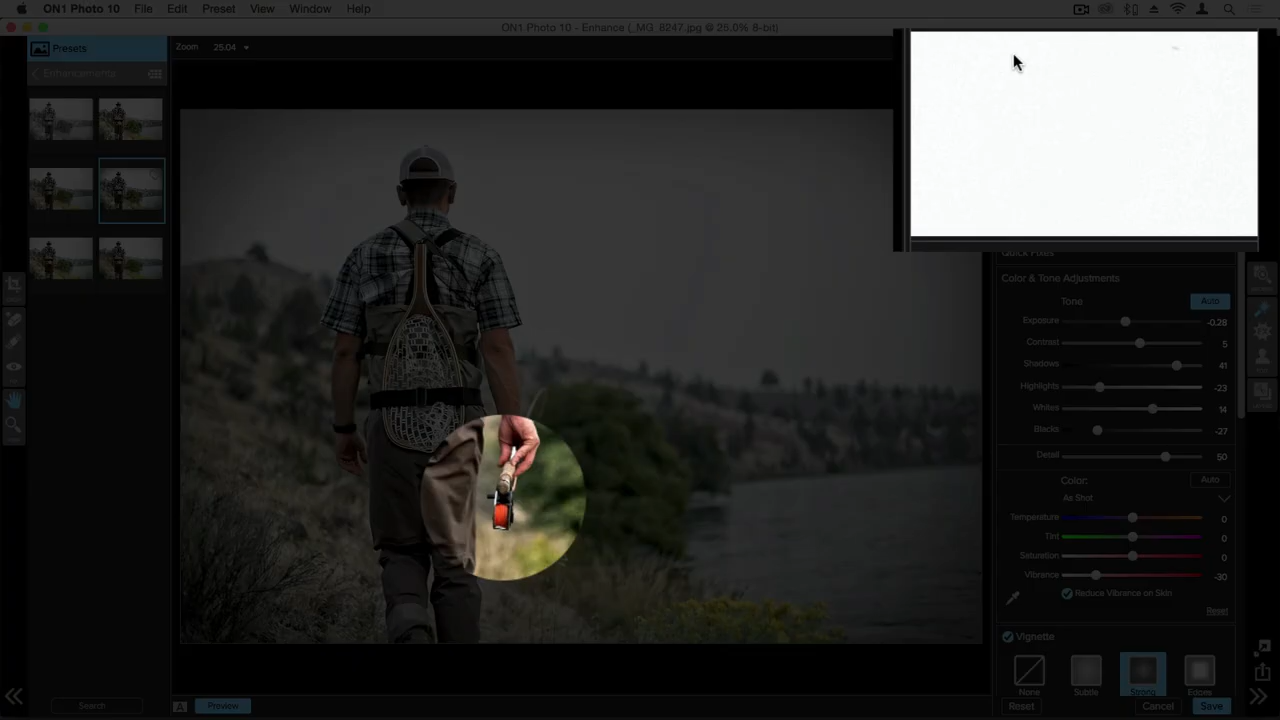 ON1 Photo 10 File Edit Preset View Window Help
ON1 Photo 10 - Enhance (_MG_8247.jpg @ 25.0% 8-bit)
Presets
Zoom 25.04
Enhancements
Color & Tone Adjustments
Tone Auto
Exposure -0.28
Contrast 5
Shadows 41
Highlights -23
Whites 14
Blacks -27
Detail 50
Color: Auto
As Shot
Temperature 0
Tint 0
Saturation 0
Vibrance -30
Reduce Vibrance on Skin
Reset
Vignette
None Subtle Strong Edges
Search A Preview Reset Cancel Save